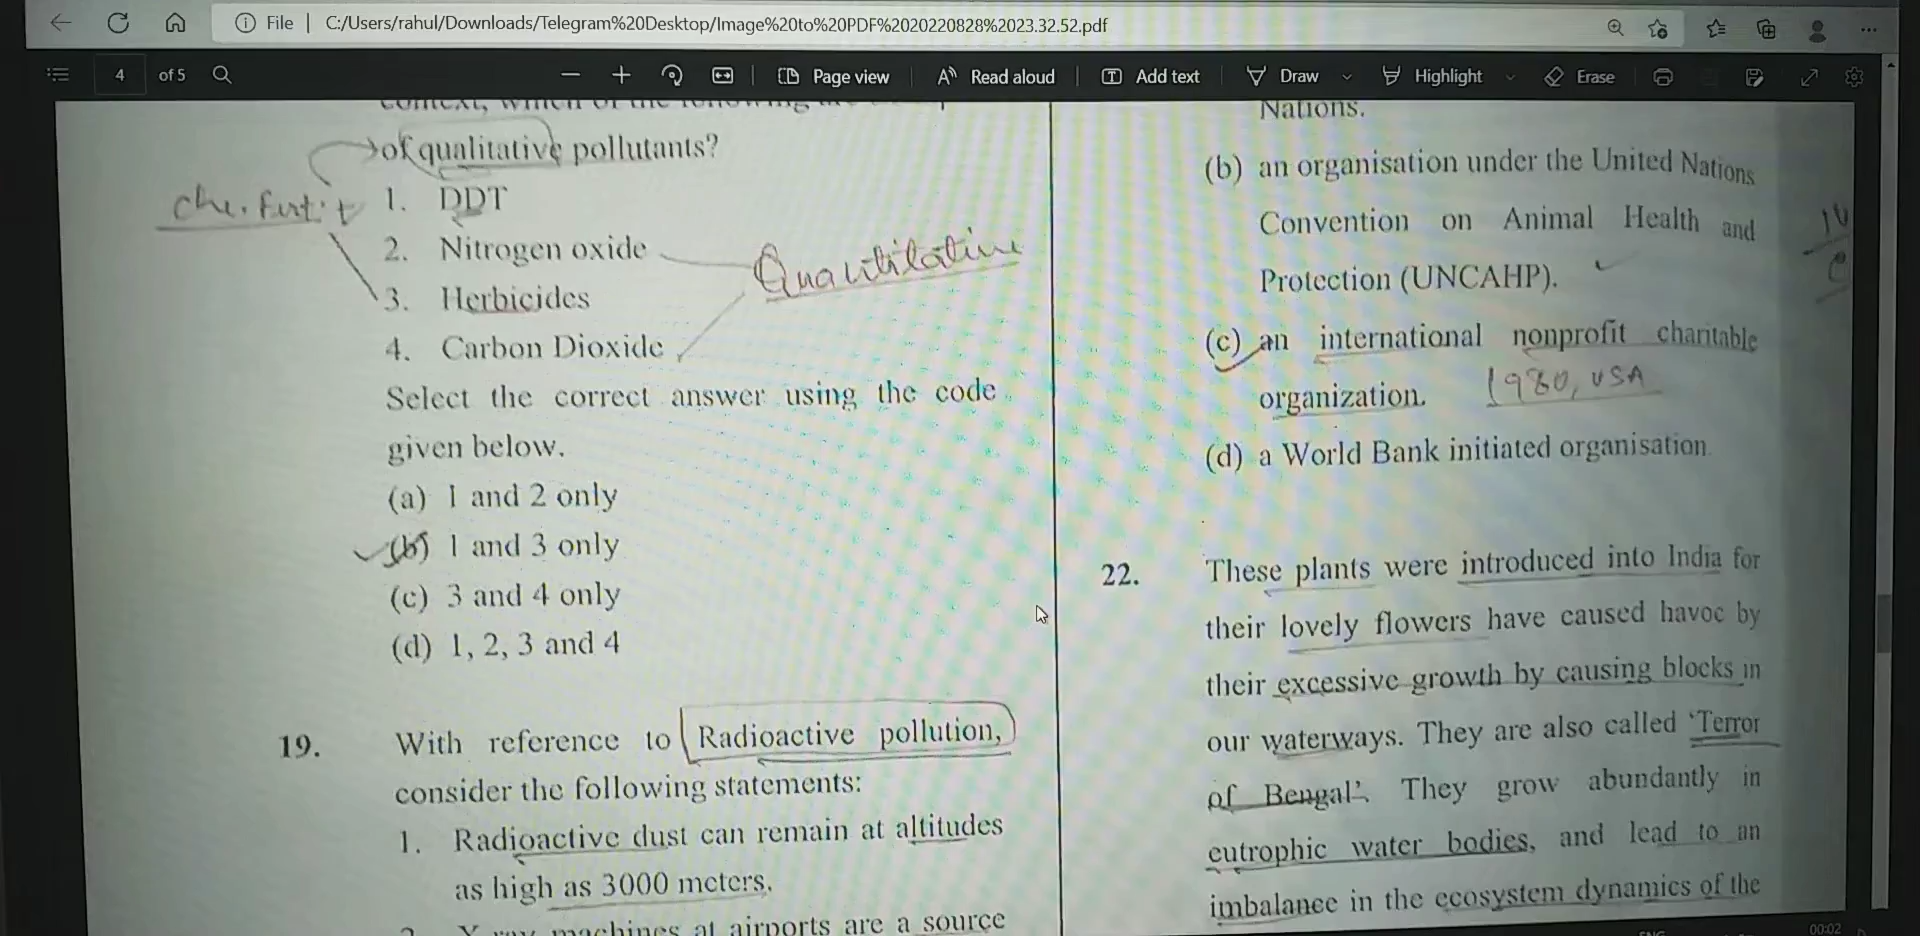 File | C:/Users/rahul/Downloads/Telegram%20Desktop/Image%20to%20PDF%2020220828%2023.32.52.pdf
4 of 5
Page view
Read aloud
Add text
Draw
Highlight
Erase
of qualitative pollutants?
1. DDT
2. Nitrogen oxide
Quantitative
3. Herbicides
4. Carbon Dioxide
Select the correct answer using the code
given below.
(a) 1 and 2 only
(b) 1 and 3 only
(c) 3 and 4 only
(d) 1, 2, 3 and 4
19. With reference to Radioactive pollution,
consider the following statements:
1. Radioactive dust can remain at altitudes
as high as 3000 meters.
machines at airports are a source
Nations.
(b) an organisation under the United Nations
Convention on Animal Health and
Protection (UNCAHP).
(c) an international nonprofit charitable
organization. 1980, USA
(d) a World Bank initiated organisation
22. These plants were introduced into India for
their lovely flowers have caused havoc by
their excessive growth by causing blocks in
our waterways. They are also called ‘Terror
of Bengal’. They grow abundantly in
eutrophic water bodies, and lead to an
imbalance in the ecosystem dynamics of the
00:02